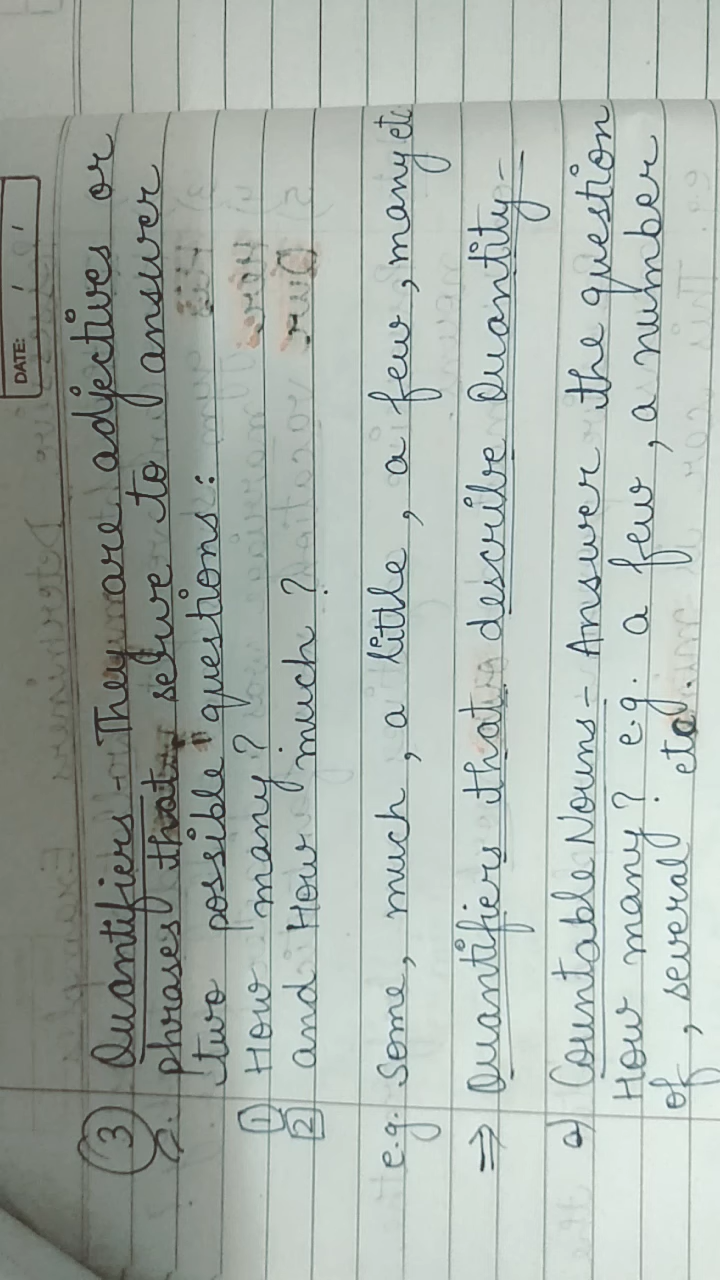 DATE: / /
③ Quantifiers - They are adjectives or
phrases that serve to answer
two possible questions:
1 How many?
2 and How much?
e.g. Some, much, a little, a few, many etc
⇒ Quantifiers that describe Quantity -
a) Countable Nouns - Answer the question
How many? e.g. a few, a number
of, several etc.